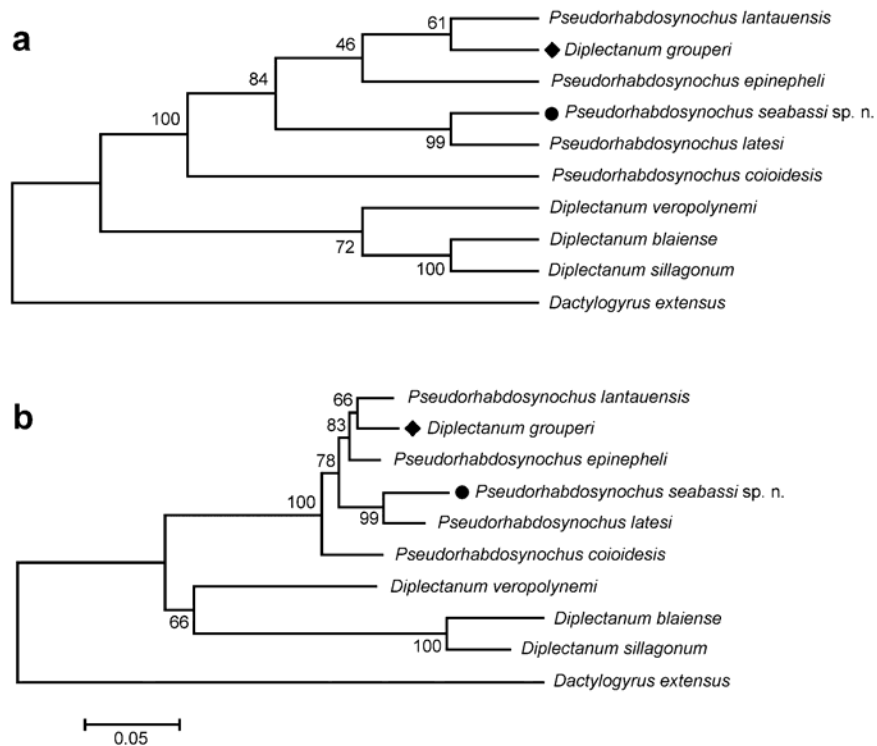 a
61
Pseudorhabdosynochus lantauensis
46
Diplectanum grouperi
84
Pseudorhabdosynochus epinepheli
100
Pseudorhabdosynochus seabassi sp. n.
99
Pseudorhabdosynochus latesi
Pseudorhabdosynochus coioidesis
Diplectanum veropolynemi
72
Diplectanum blaiense
100
Diplectanum sillagonum
Dactylogyrus extensus
b
66
Pseudorhabdosynochus lantauensis
83
Diplectanum grouperi
78
Pseudorhabdosynochus epinepheli
100
Pseudorhabdosynochus seabassi sp. n.
99
Pseudorhabdosynochus latesi
Pseudorhabdosynochus coioidesis
Diplectanum veropolynemi
66
Diplectanum blaiense
100
Diplectanum sillagonum
Dactylogyrus extensus
0.05